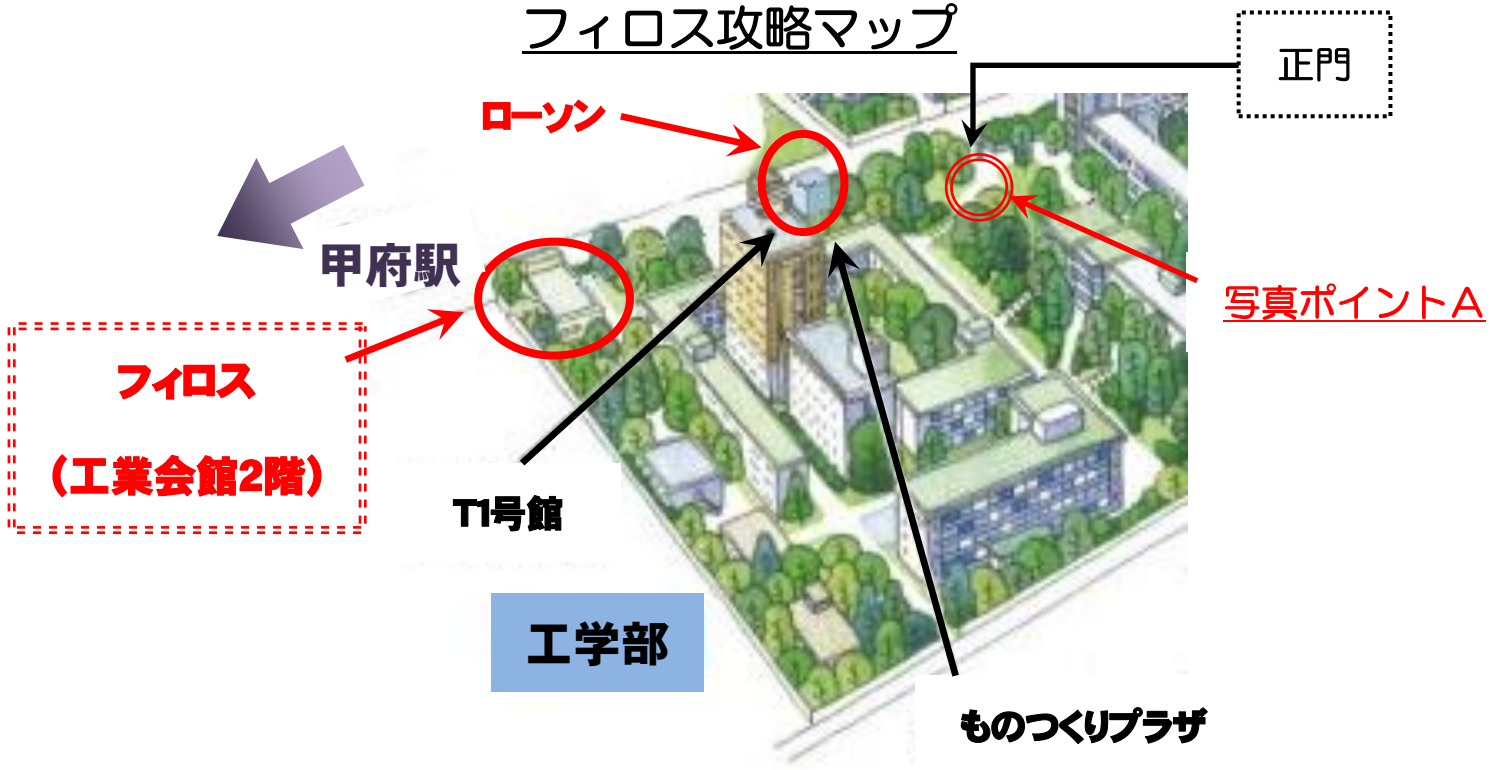 フィロス攻略マップ
正門
ローソン
甲府駅
写真ポイントA
フィロス
（工業会館2階）
T1号館
工学部
ものつくりプラザ